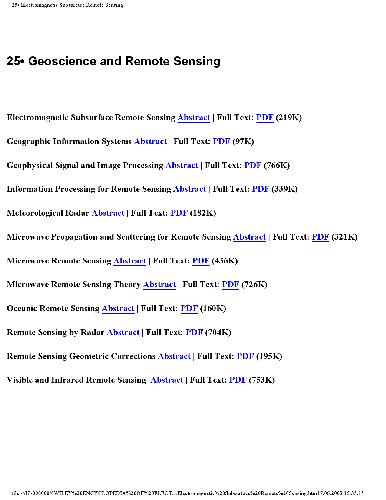 25• Electromagnetic Subsurface Remote Sensing
25• Geoscience and Remote Sensing
Electromagnetic Subsurface Remote Sensing Abstract | Full Text: PDF (219K)
Geographic Information Systems Abstract | Full Text: PDF (97K)
Geophysical Signal and Image Processing Abstract | Full Text: PDF (766K)
Information Processing for Remote Sensing Abstract | Full Text: PDF (339K)
Meteorological Radar Abstract | Full Text: PDF (182K)
Microwave Propagation and Scattering for Remote Sensing Abstract | Full Text: PDF (321K)
Microwave Remote Sensing Abstract | Full Text: PDF (456K)
Microwave Remote Sensing Theory Abstract | Full Text: PDF (726K)
Oceanic Remote Sensing Abstract | Full Text: PDF (160K)
Remote Sensing by Radar Abstract | Full Text: PDF (704K)
Remote Sensing Geometric Corrections Abstract | Full Text: PDF (195K)
Visible and Infrared Remote Sensing Abstract | Full Text: PDF (753K)